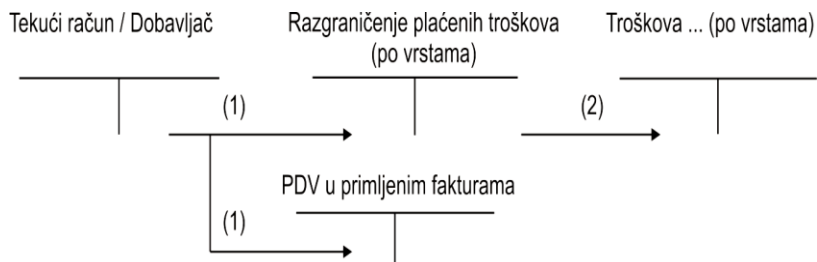 Tekući račun / Dobavljač
Razgraničenje plaćenih troškova
(po vrstama)
Troškova ... (po vrstama)
(1)
(2)
PDV u primljenim fakturama
(1)